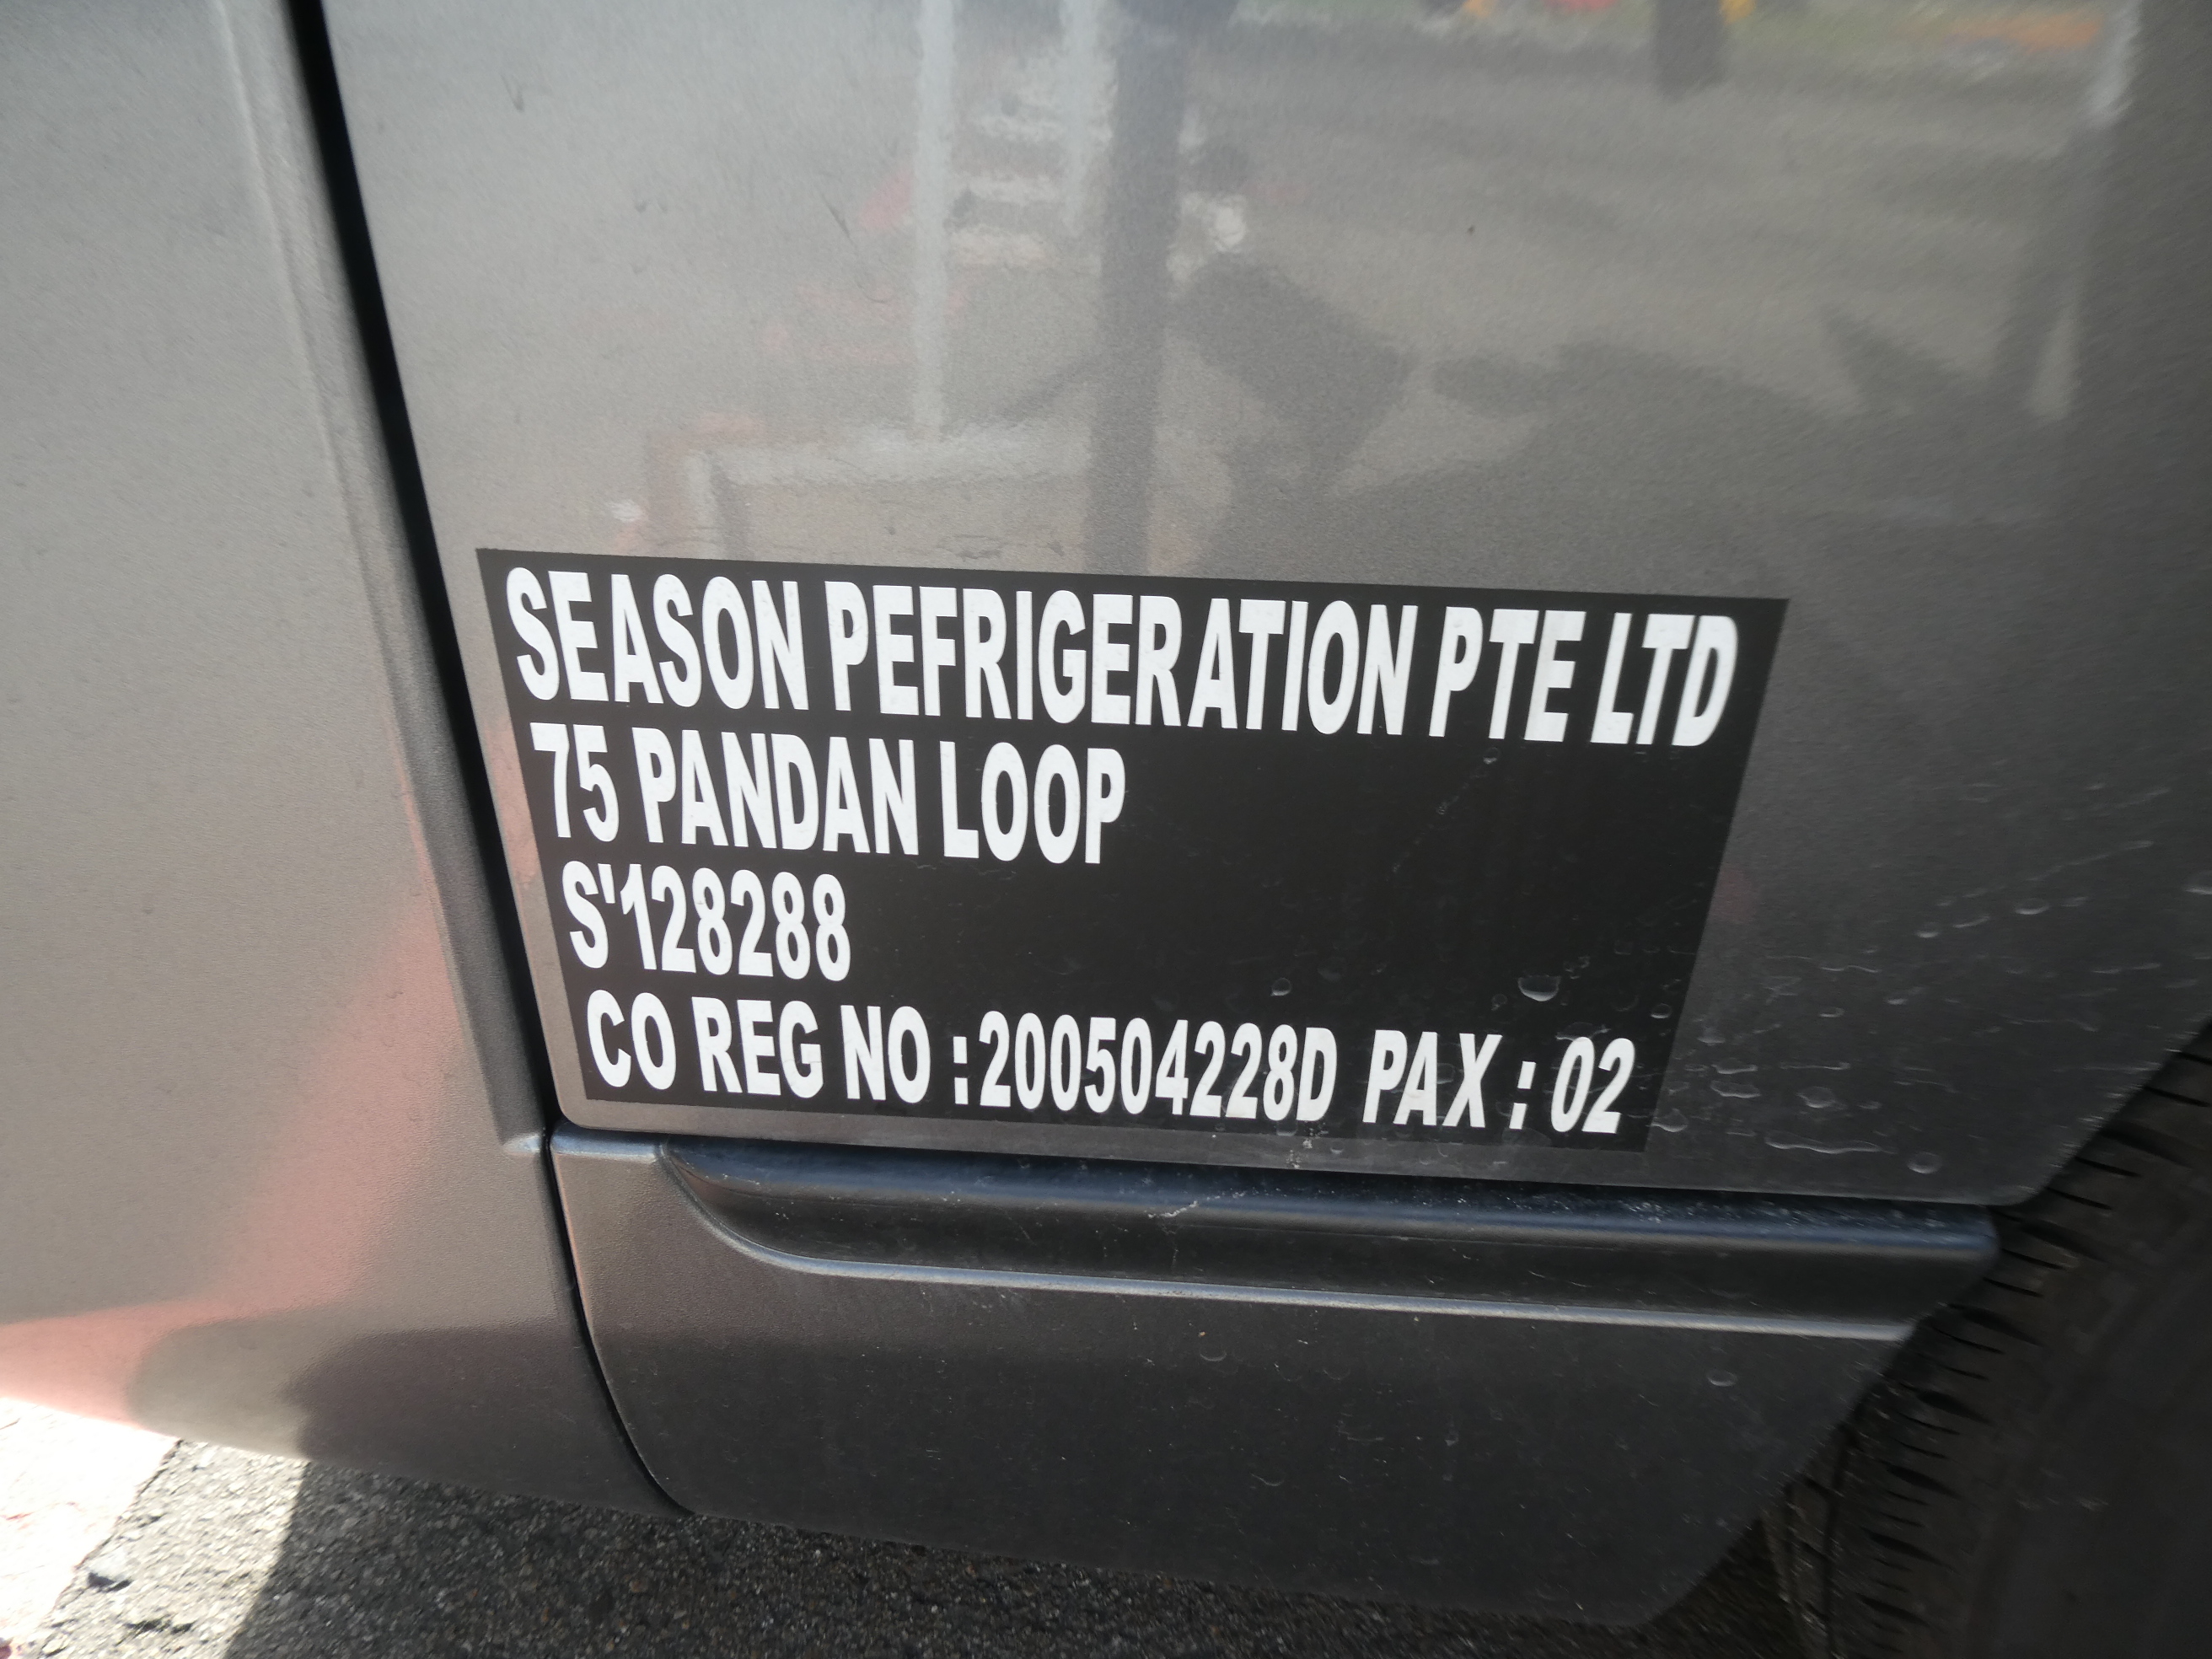 SEASON PEFRIGERATION PTE LTD
75 PANDAN LOOP
S'128288
CO REG NO :200504228D PAX : 02